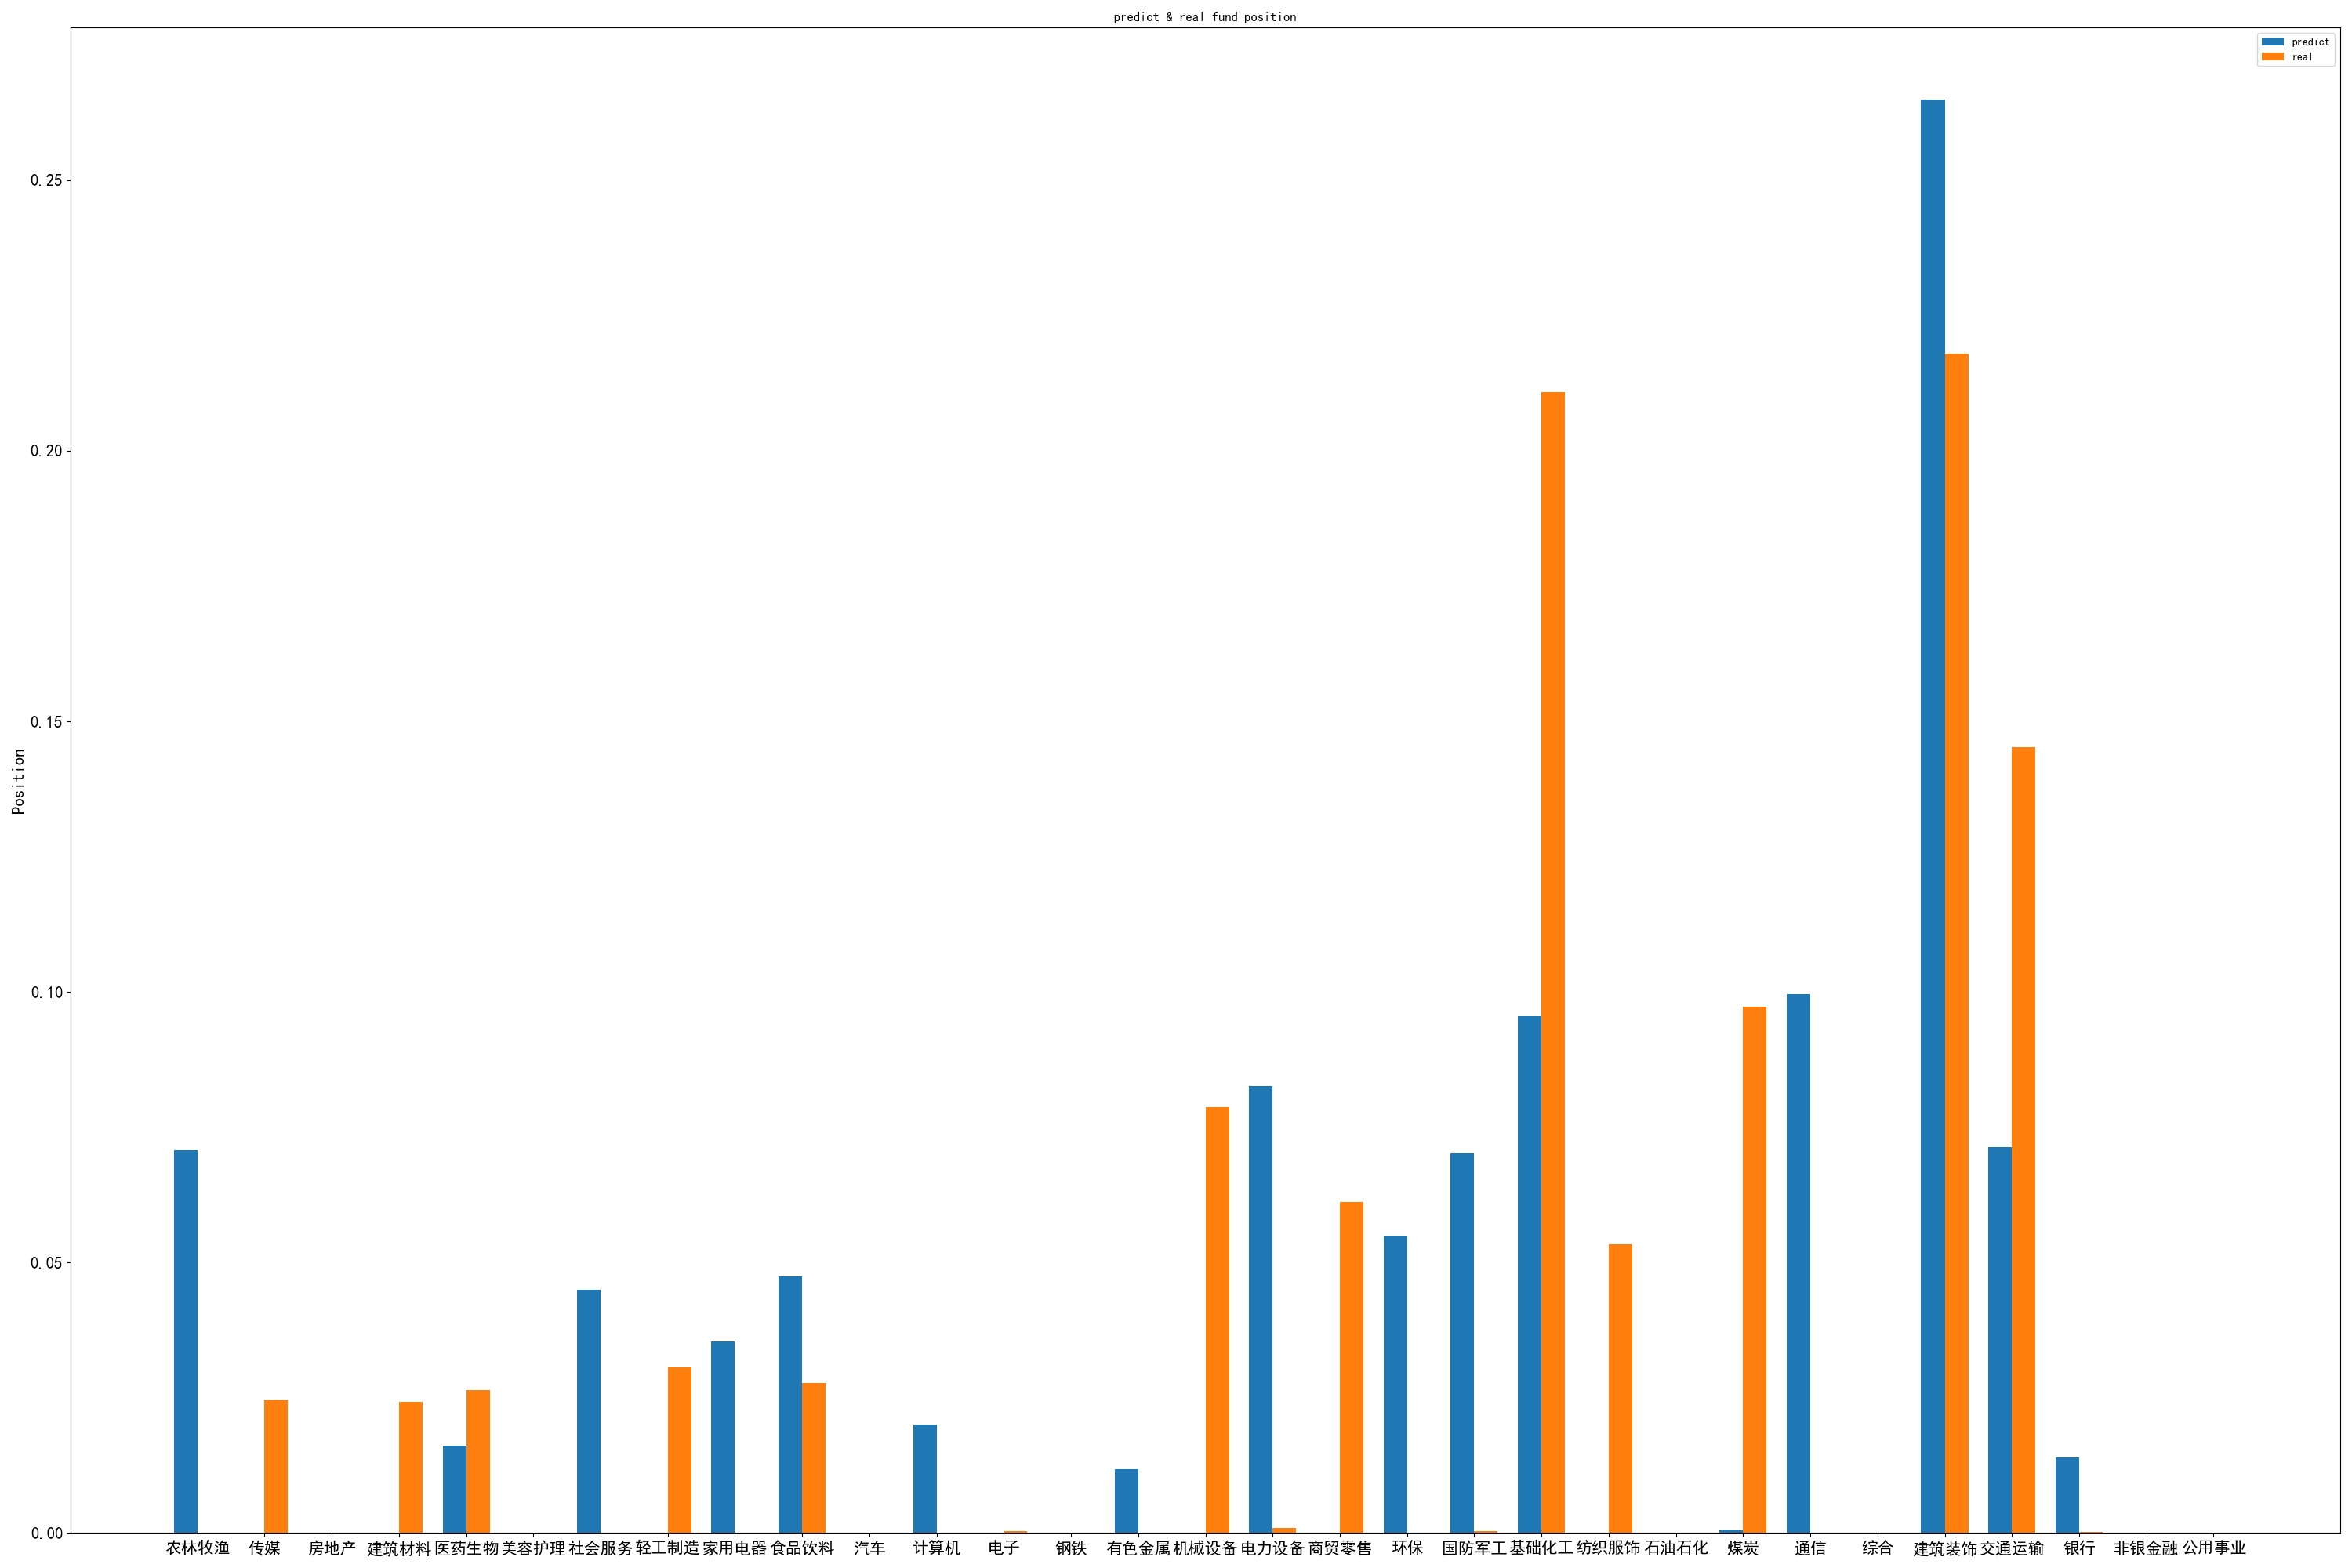 predict & real fund position
predict
real
Position
0.25
0.20
0.15
0.10
0.05
0.00
农林牧渔 传媒 房地产 建筑材料 医药生物 美容护理 社会服务 轻工制造 家用电器 食品饮料 汽车 计算机 电子 钢铁 有色金属 机械设备 电力设备 商贸零售 环保 国防军工 基础化工 纺织服饰 石油石化 煤炭 通信 综合 建筑装饰 交通运输 银行 非银金融 公用事业